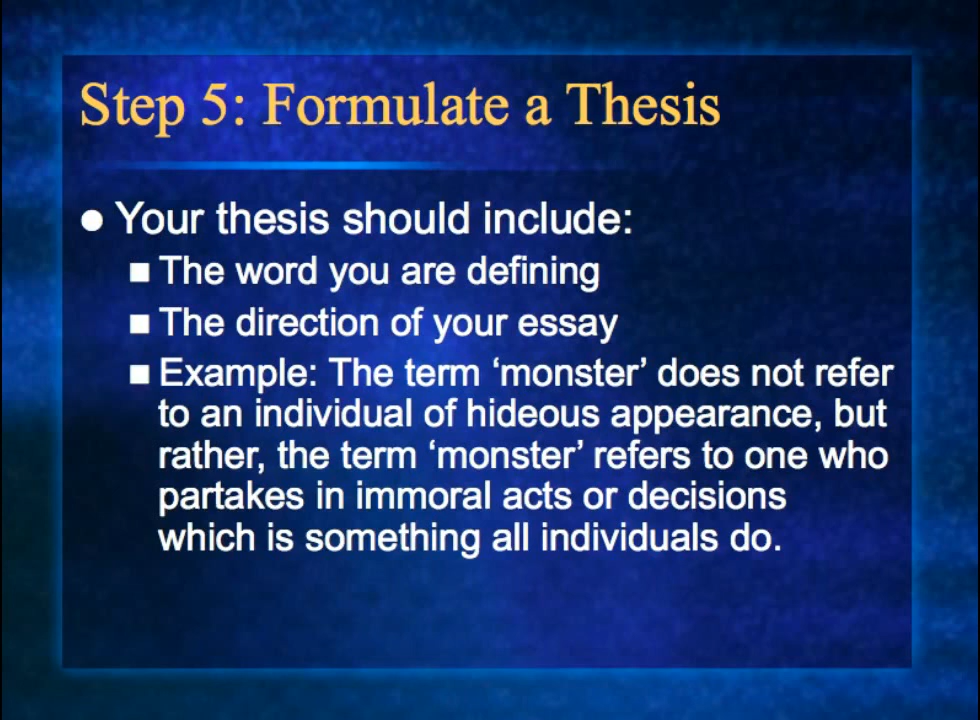 Step 5: Formulate a Thesis
Your thesis should include:
The word you are defining
The direction of your essay
Example: The term ‘monster’ does not refer
to an individual of hideous appearance, but
rather, the term ‘monster’ refers to one who
partakes in immoral acts or decisions
which is something all individuals do.